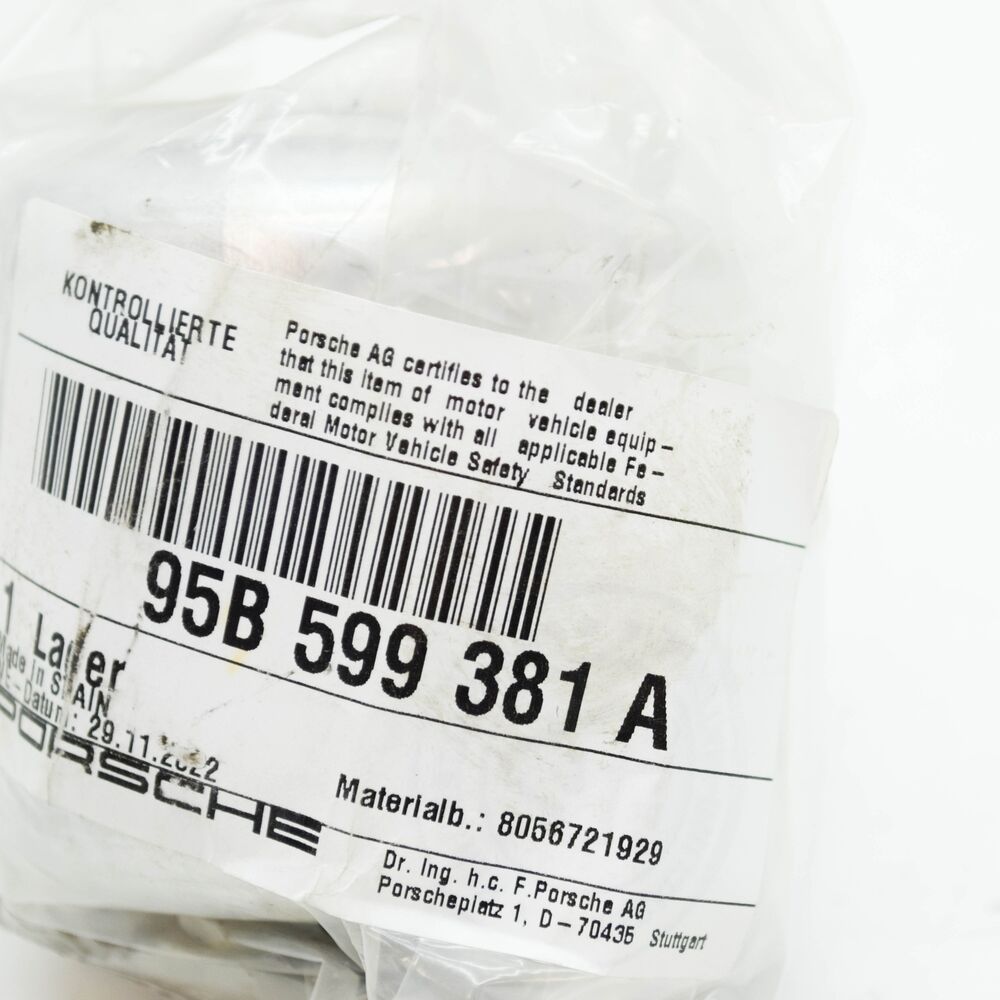 KONTROLLIERTE
QUALITÄT
Porsche AG certifies to the dealer
that this item of motor vehicle equip-
ment complies with all applicable Fe-
deral Motor Vehicle Safety Standards
95B 599 381 A
1 Lager
Made in SPAIN
VE-Datum: 29.11.2022
PORSCHE
Materialb.: 8056721929
Dr. Ing. h.c. F.Porsche AG
Porscheplatz 1, D-70435 Stuttgart